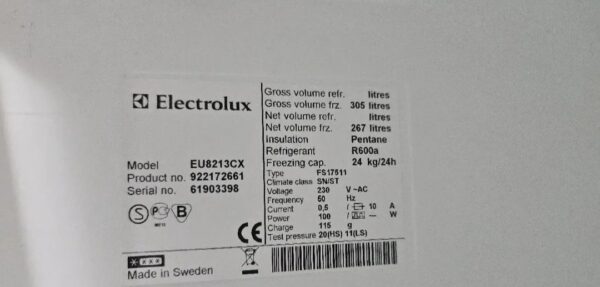 Electrolux
Model EU8213CX
Product no. 922172661
Serial no. 61903398
S PC B
CE
Made in Sweden
Gross volume refr. litres
Gross volume frz. 305 litres
Net volume refr. litres
Net volume frz. 267 litres
Insulation Pentane
Refrigerant R600a
Freezing cap. 24 kg/24h
Type FS17511
Climate class SN/ST
Voltage 230 V ~AC
Frequency 50 Hz
Current 0,5 / 10 A
Power 100 / — W
Charge 115 g
Test pressure 20(HS) 11(LS)